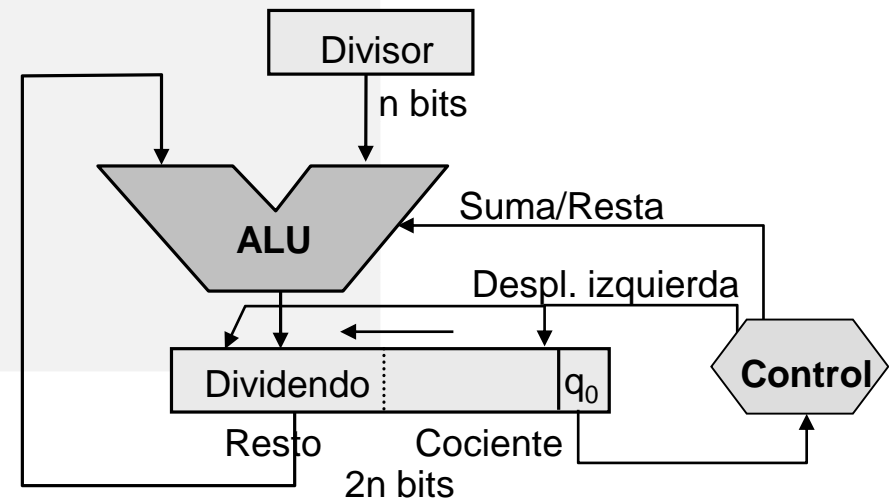 Divisor
n bits
Suma/Resta
ALU
Despl. izquierda
Dividendo
q₀
Control
Resto
Cociente
2n bits